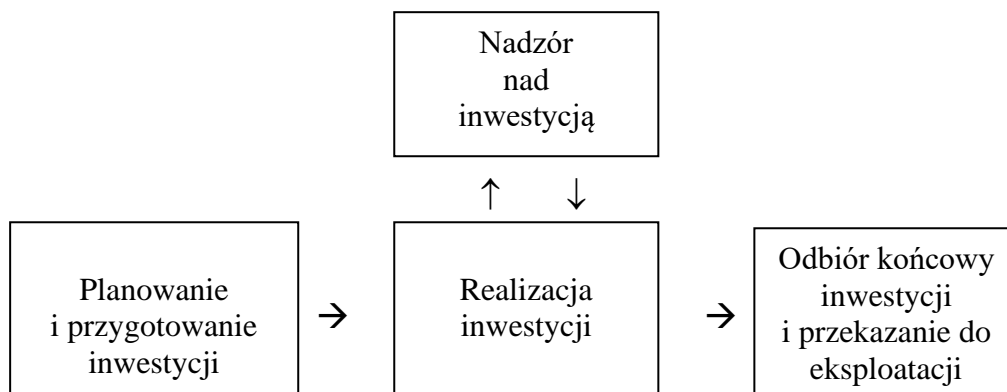 Nadzór
nad
inwestycją
↑ ↓
Planowanie
i przygotowanie
inwestycji
→
Realizacja
inwestycji
→
Odbiór końcowy
inwestycji
i przekazanie do
eksploatacji